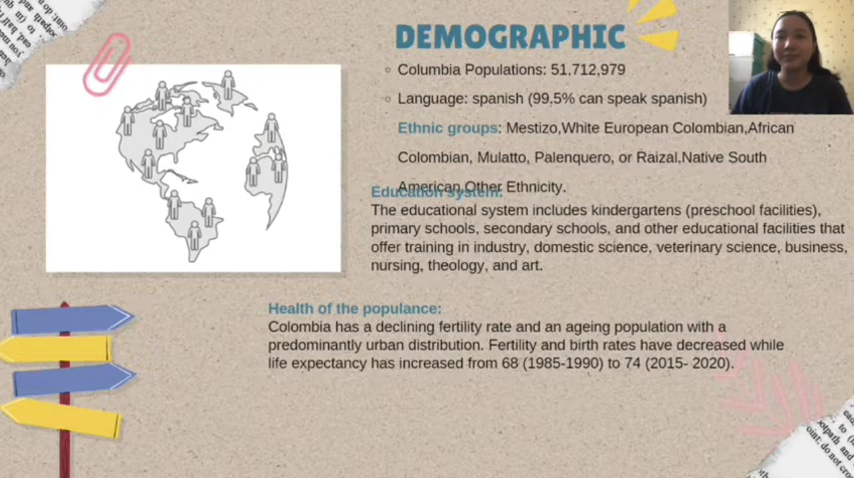 DEMOGRAPHIC
Columbia Populations: 51,712,979
Language: spanish (99.5% can speak spanish)
Ethnic groups: Mestizo,White European Colombian,African
Colombian, Mulatto, Palenquero, or Raizal,Native South
American,Other Ethnicity.
Education system:
The educational system includes kindergartens (preschool facilities),
primary schools, secondary schools, and other educational facilities that
offer training in industry, domestic science, veterinary science, business,
nursing, theology, and art.
Health of the populance:
Colombia has a declining fertility rate and an ageing population with a
predominantly urban distribution. Fertility and birth rates have decreased while
life expectancy has increased from 68 (1985-1990) to 74 (2015- 2020).